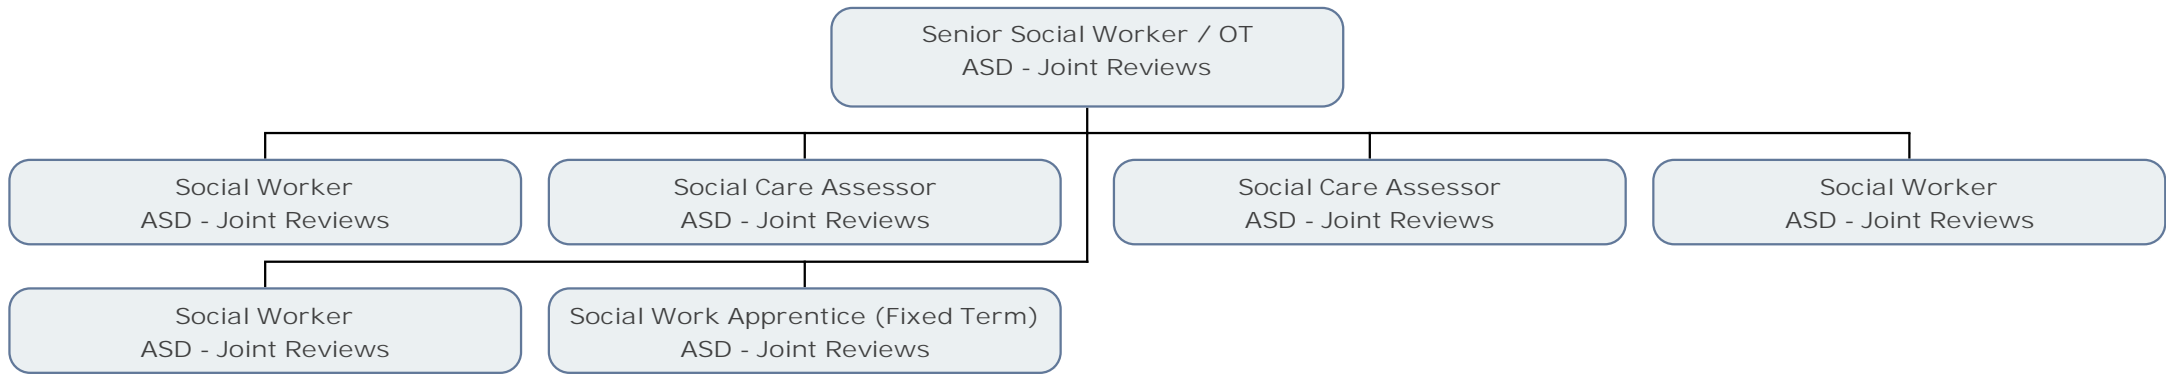 Senior Social Worker / OT
ASD - Joint Reviews
Social Worker
ASD - Joint Reviews
Social Care Assessor
ASD - Joint Reviews
Social Care Assessor
ASD - Joint Reviews
Social Worker
ASD - Joint Reviews
Social Worker
ASD - Joint Reviews
Social Work Apprentice (Fixed Term)
ASD - Joint Reviews